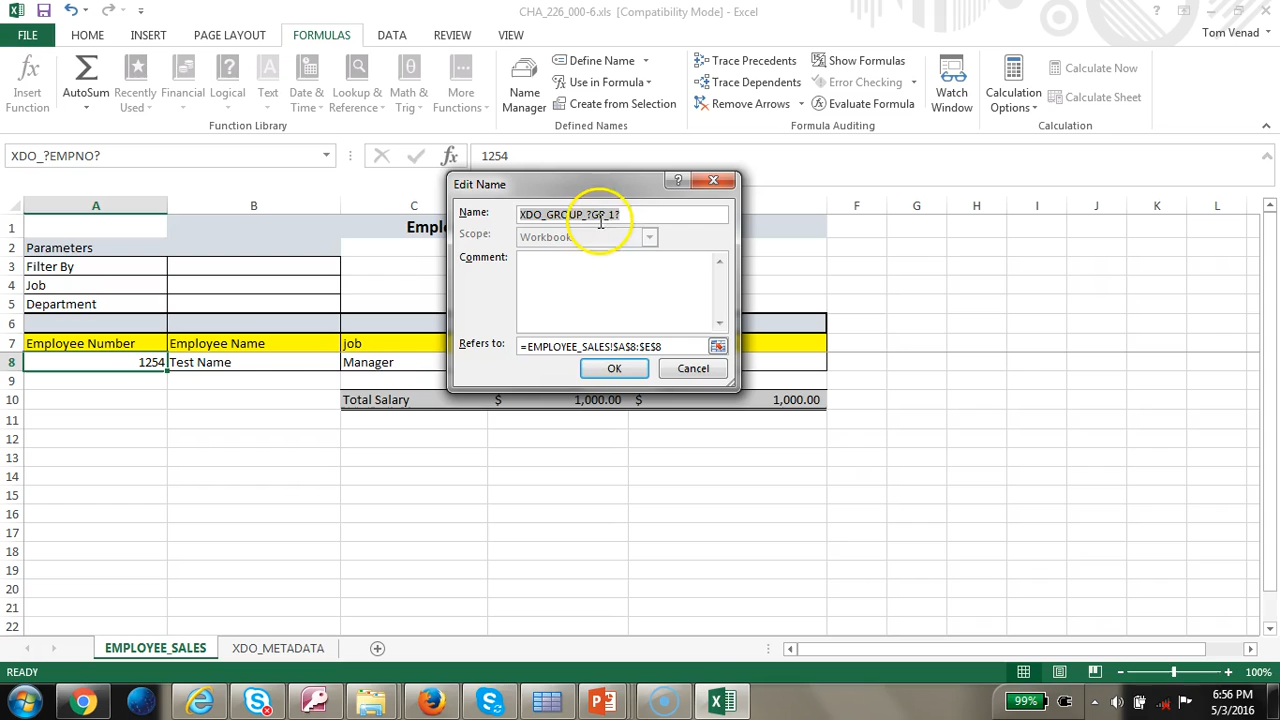 CHA_226_000-6.xls [Compatibility Mode] - Excel
FILE HOME INSERT PAGE LAYOUT FORMULAS DATA REVIEW VIEW Tom Venad
Insert Function
AutoSum
Recently Used
Financial
Logical
Text
Date & Time
Lookup & Reference
Math & Trig
More Functions
Function Library
Name Manager
Define Name
Use in Formula
Create from Selection
Defined Names
Trace Precedents
Trace Dependents
Remove Arrows
Show Formulas
Error Checking
Evaluate Formula
Formula Auditing
Watch Window
Calculation Options
Calculate Now
Calculate Sheet
Calculation
XDO_?EMPNO? fx 1254
A B C F G H I J K L
1
2 Parameters
3 Filter By
4 Job
5 Department
6
7 Employee Number Employee Name job
8 1254 Test Name Manager
9
10 Total Salary $ 1,000.00 $ 1,000.00
11
12
13
14
15
16
17
18
19
20
21
22
Edit Name
Name: XDO_GROUP_?GP_1?
Scope: Workbook
Comment:
Refers to: =EMPLOYEE_SALES!$A$8:$E$8
OK Cancel
EMPLOYEE_SALES XDO_METADATA
READY 100%
99% 6:56 PM
5/3/2016